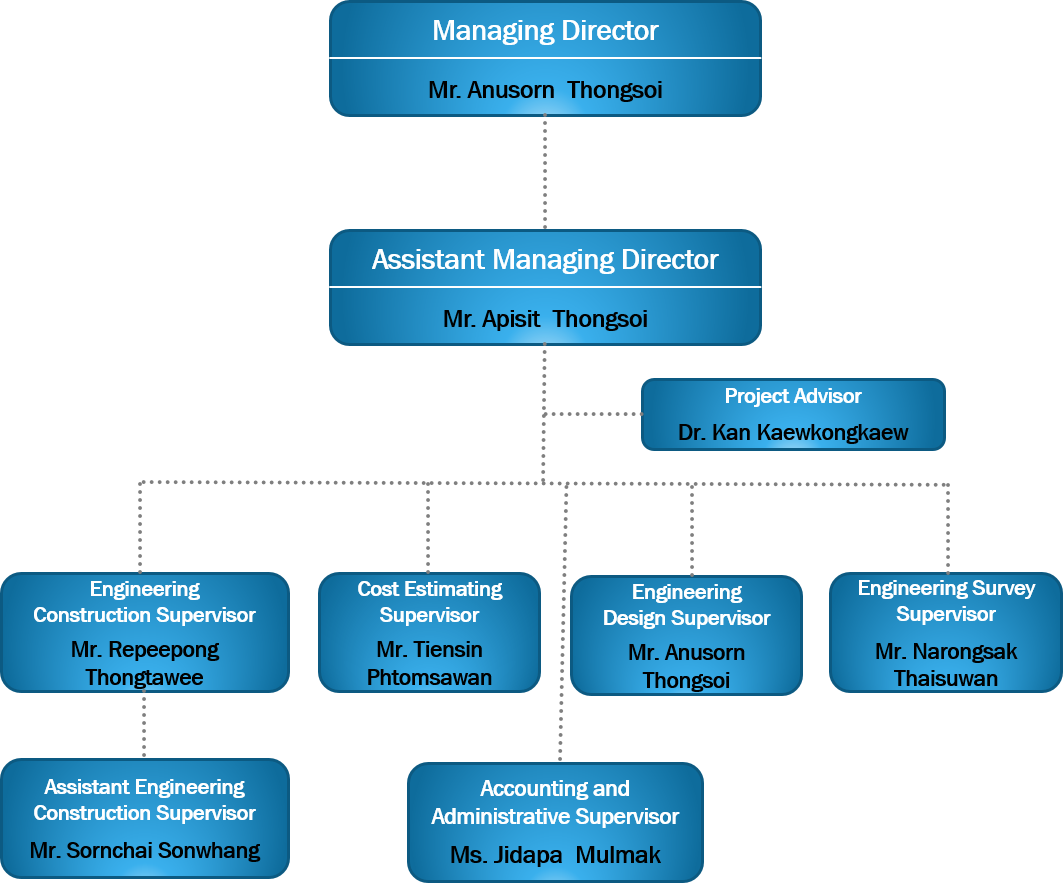 Managing Director
Mr. Anusorn Thongsoi
Assistant Managing Director
Mr. Apisit Thongsoi
Project Advisor
Dr. Kan Kaewkongkaew
Engineering
Construction Supervisor
Mr. Repeepong
Thongtawee
Cost Estimating
Supervisor
Mr. Tiensin
Phtomsawan
Engineering
Design Supervisor
Mr. Anusorn
Thongsoi
Engineering Survey
Supervisor
Mr. Narongsak
Thaisuwan
Assistant Engineering
Construction Supervisor
Mr. Sornchai Sonwhang
Accounting and
Administrative Supervisor
Ms. Jidapa Mulmak